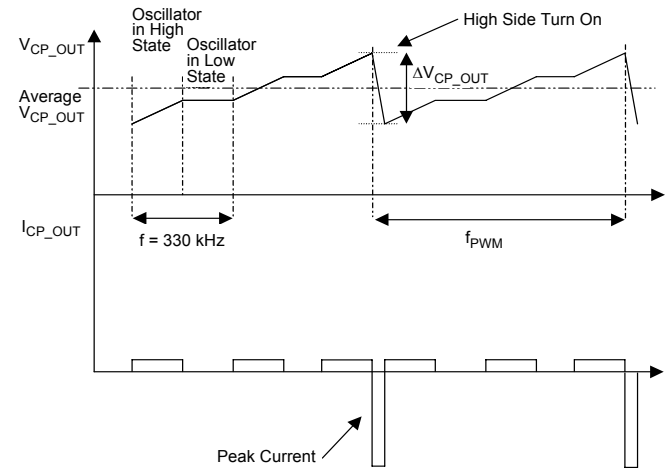 Oscillator
in High
State
Oscillator
in Low
State
High Side Turn On
V_CP_OUT
ΔV_CP_OUT
Average
V_CP_OUT
I_CP_OUT
f = 330 kHz
f_PWM
Peak Current